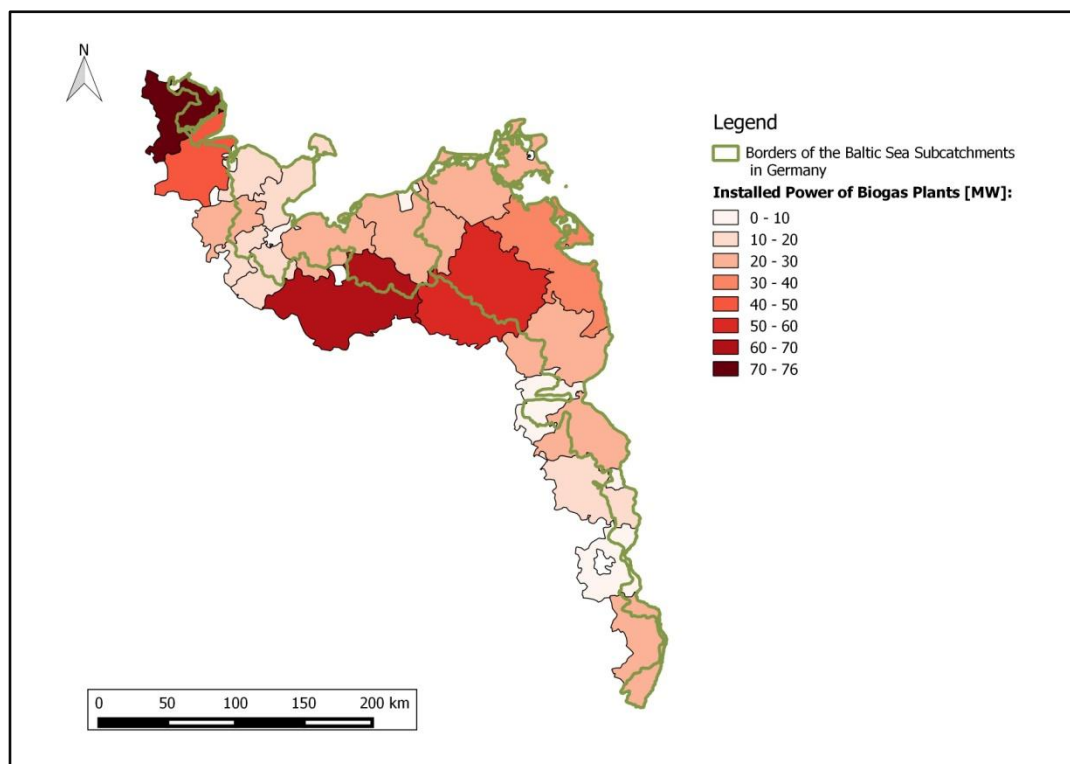 N
Legend
Borders of the Baltic Sea Subcatchments
in Germany
Installed Power of Biogas Plants [MW]:
0 - 10
10 - 20
20 - 30
30 - 40
40 - 50
50 - 60
60 - 70
70 - 76
0 50 100 150 200 km